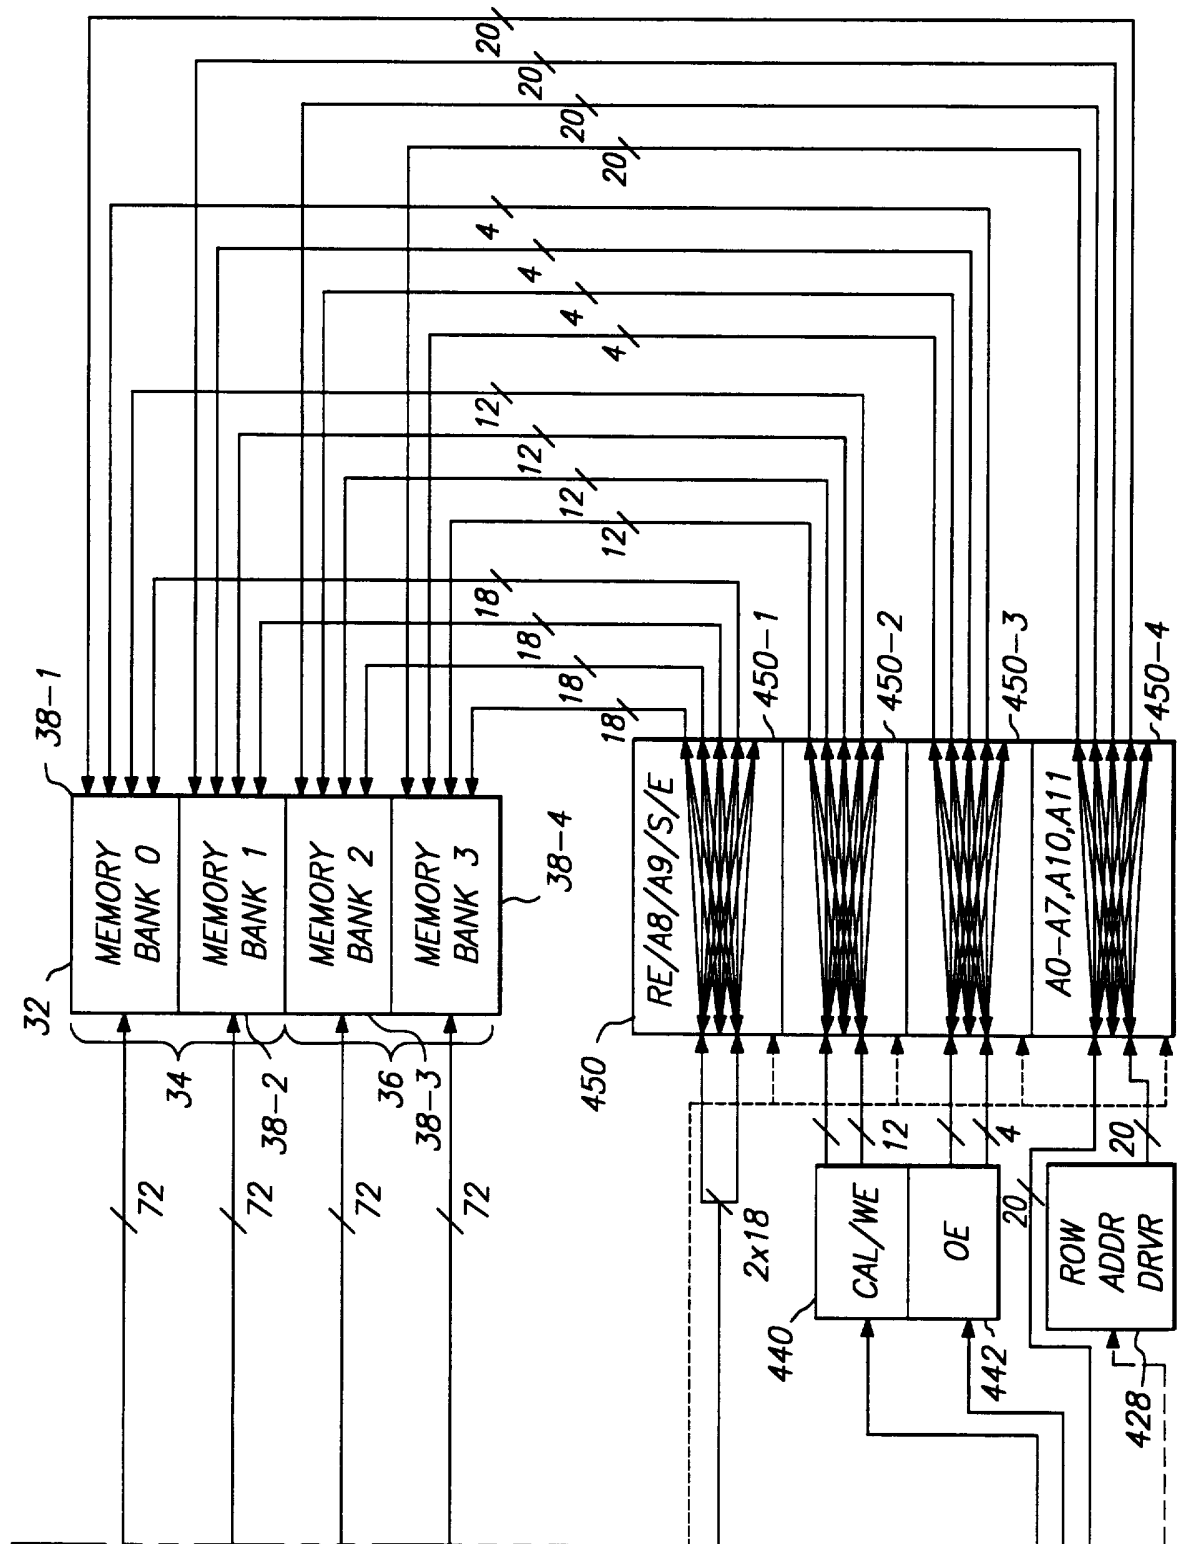 20
20
20
20
4
4
4
4
12
12
12
12
18
18
18
18
38-1
32
MEMORY
BANK 0
MEMORY
BANK 1
MEMORY
BANK 2
MEMORY
BANK 3
38-4
34
38-2
36
38-3
72
72
72
72
450
RE/A8/A9/S/E
450-1
450-2
450-3
A0-A7,A10,A11
450-4
2x18
12
4
20
20
440
CAL/WE
OE
442
ROW
ADDR
DRVR
428